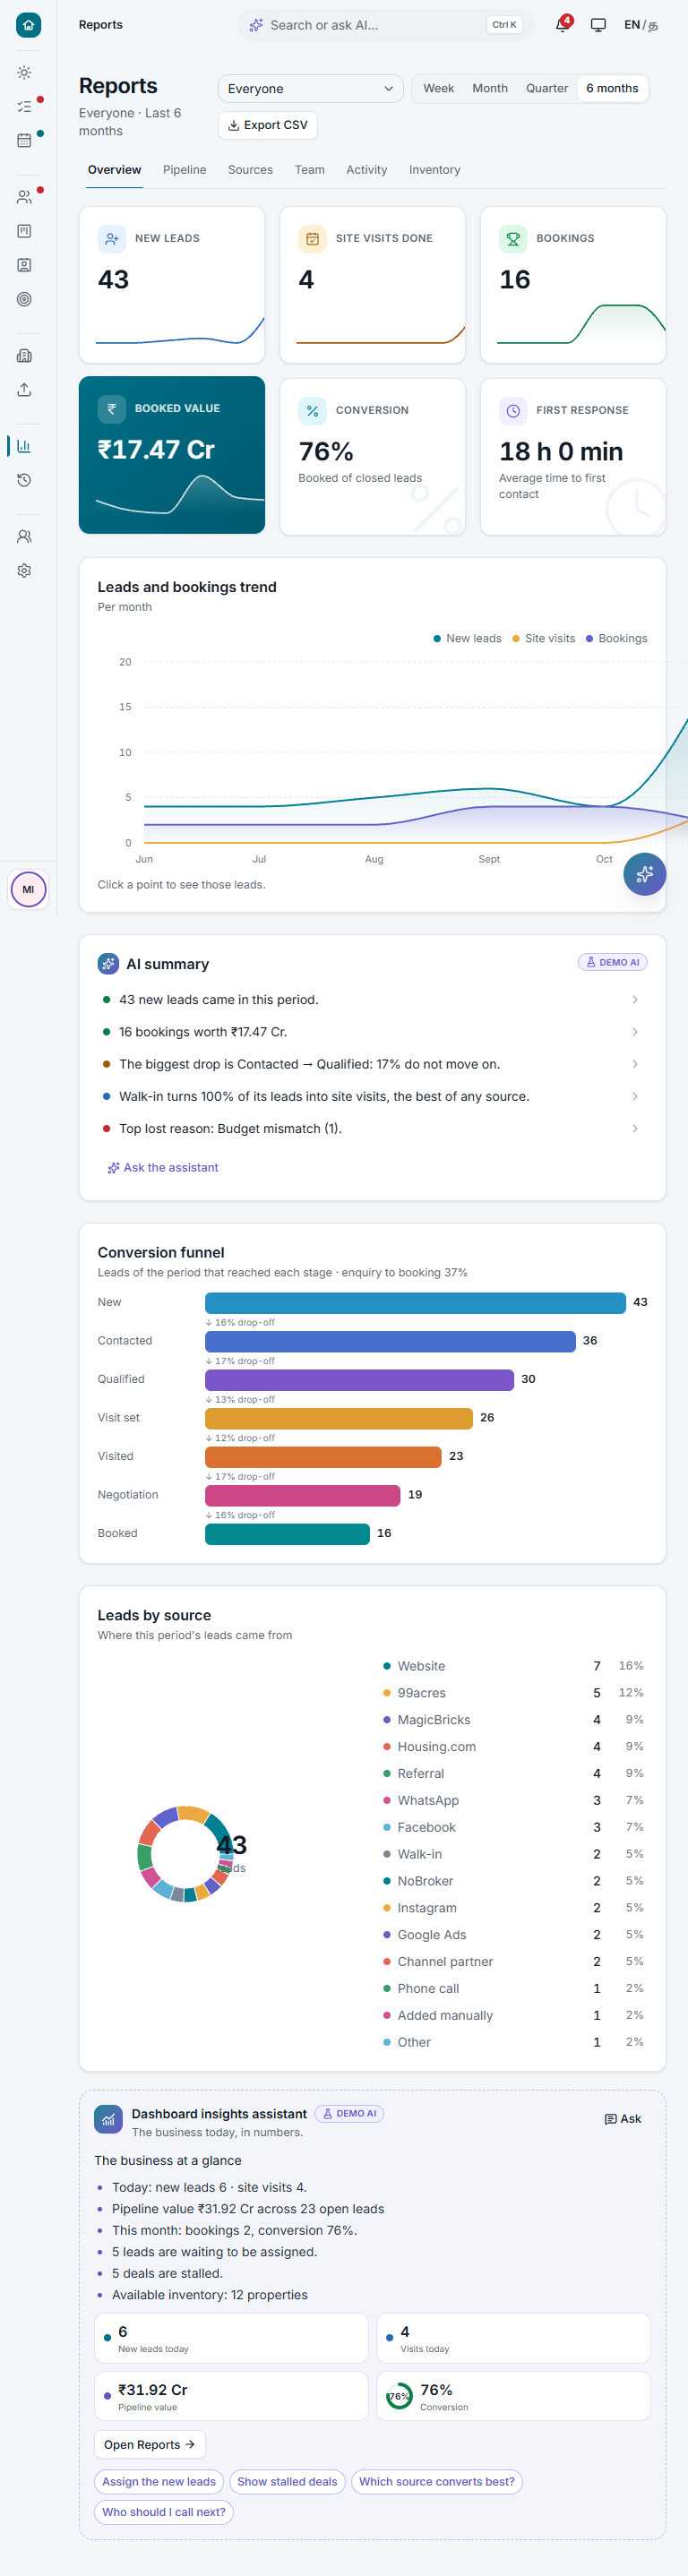 Reports
Search or ask AI...
Ctrl K
4
EN / த
Reports
Everyone · Last 6 months
Everyone
Week
Month
Quarter
6 months
Export CSV
Overview
Pipeline
Sources
Team
Activity
Inventory
NEW LEADS
43
SITE VISITS DONE
4
BOOKINGS
16
₹
BOOKED VALUE
₹17.47 Cr
CONVERSION
76%
Booked of closed leads
FIRST RESPONSE
18 h 0 min
Average time to first contact
Leads and bookings trend
Per month
New leads
Site visits
Bookings
20
15
10
5
0
Jun
Jul
Aug
Sept
Oct
Click a point to see those leads.
MI
AI summary
DEMO AI
43 new leads came in this period.
16 bookings worth ₹17.47 Cr.
The biggest drop is Contacted → Qualified: 17% do not move on.
Walk-in turns 100% of its leads into site visits, the best of any source.
Top lost reason: Budget mismatch (1).
Ask the assistant
Conversion funnel
Leads of the period that reached each stage · enquiry to booking 37%
New 43
↓ 16% drop-off
Contacted 36
↓ 17% drop-off
Qualified 30
↓ 13% drop-off
Visit set 26
↓ 12% drop-off
Visited 23
↓ 17% drop-off
Negotiation 19
↓ 16% drop-off
Booked 16
Leads by source
Where this period's leads came from
43
Website 7 16%
99acres 5 12%
MagicBricks 4 9%
Housing.com 4 9%
Referral 4 9%
WhatsApp 3 7%
Facebook 3 7%
Walk-in 2 5%
NoBroker 2 5%
Instagram 2 5%
Google Ads 2 5%
Channel partner 2 5%
Phone call 1 2%
Added manually 1 2%
Other 1 2%
Dashboard insights assistant
DEMO AI
Ask
The business today, in numbers.
The business at a glance
Today: new leads 6 · site visits 4.
Pipeline value ₹31.92 Cr across 23 open leads
This month: bookings 2, conversion 76%.
5 leads are waiting to be assigned.
5 deals are stalled.
Available inventory: 12 properties
6
New leads today
4
Visits today
₹31.92 Cr
Pipeline value
76%
76%
Conversion
Open Reports →
Assign the new leads
Show stalled deals
Which source converts best?
Who should I call next?